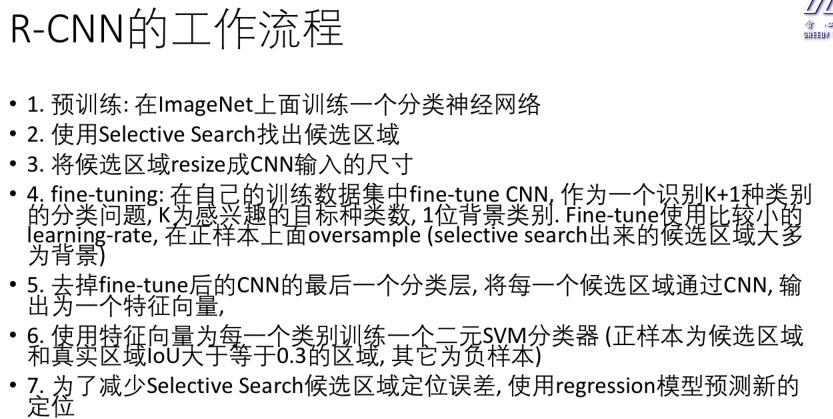 R-CNN的工作流程
• 1. 预训练: 在ImageNet上面训练一个分类神经网络
• 2. 使用Selective Search找出候选区域
• 3. 将候选区域resize成CNN输入的尺寸
• 4. fine-tuning: 在自己的训练数据集中fine-tune CNN, 作为一个识别K+1种类别
的分类问题, K为感兴趣的目标种类数, 1位背景类别. Fine-tune使用比较小的
learning-rate, 在正样本上面oversample (selective search出来的候选区域大多
为背景)
• 5. 去掉fine-tune后的CNN的最后一个分类层, 将每一个候选区域通过CNN, 输
出为一个特征向量,
• 6. 使用特征向量为每一个类别训练一个二元SVM分类器 (正样本为候选区域
和真实区域IoU大于等于0.3的区域, 其它为负样本)
• 7. 为了减少Selective Search候选区域定位误差, 使用regression模型预测新的
定位